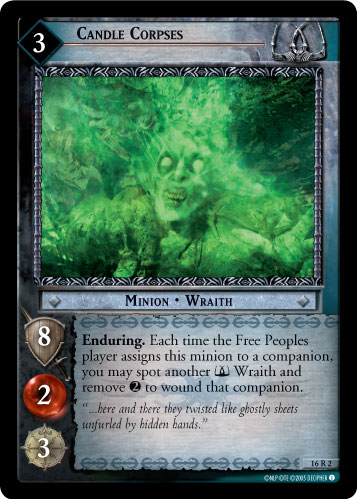 3
CANDLE CORPSES
MINION • WRAITH
8
2
3
Enduring. Each time the Free Peoples
player assigns this minion to a companion,
you may spot another Wraith and
remove 2 to wound that companion.
"...here and there they twisted like ghostly sheets
unfurled by hidden hands."
16 R 2
©NLP ©TE ©2005 DECIPHER